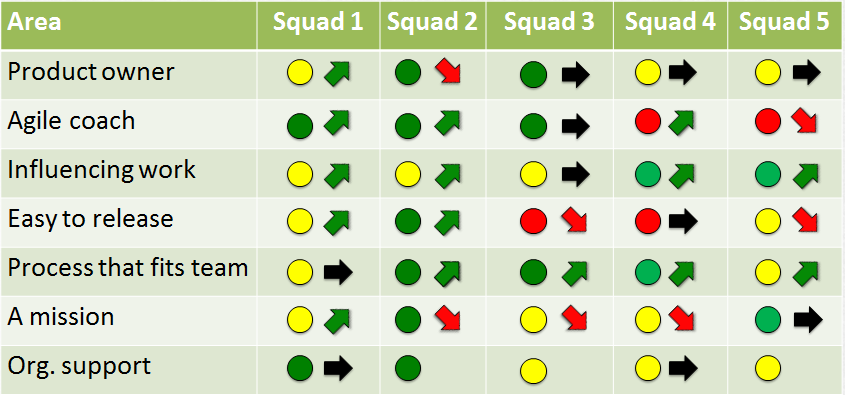 Area Squad 1 Squad 2 Squad 3 Squad 4 Squad 5
Product owner
Agile coach
Influencing work
Easy to release
Process that fits team
A mission
Org. support